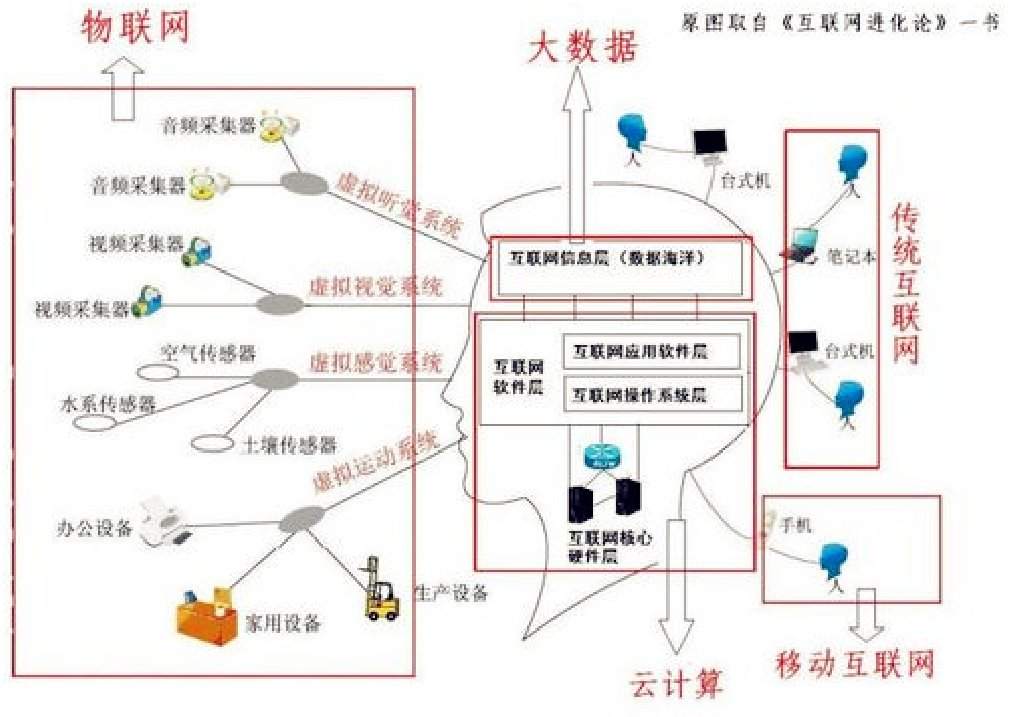 物联网
大数据
原图取自《互联网进化论》一书
音频采集器
音频采集器
虚拟听觉系统
视频采集器
虚拟视觉系统
视频采集器
空气传感器
虚拟感觉系统
水系传感器
土壤传感器
虚拟运动系统
办公设备
家用设备
生产设备
互联网信息层（数据海洋）
互联网
软件层
互联网应用软件层
互联网操作系统层
互联网核心
硬件层
台式机
笔记本
台式机
传统互联网
手机
移动互联网
云计算